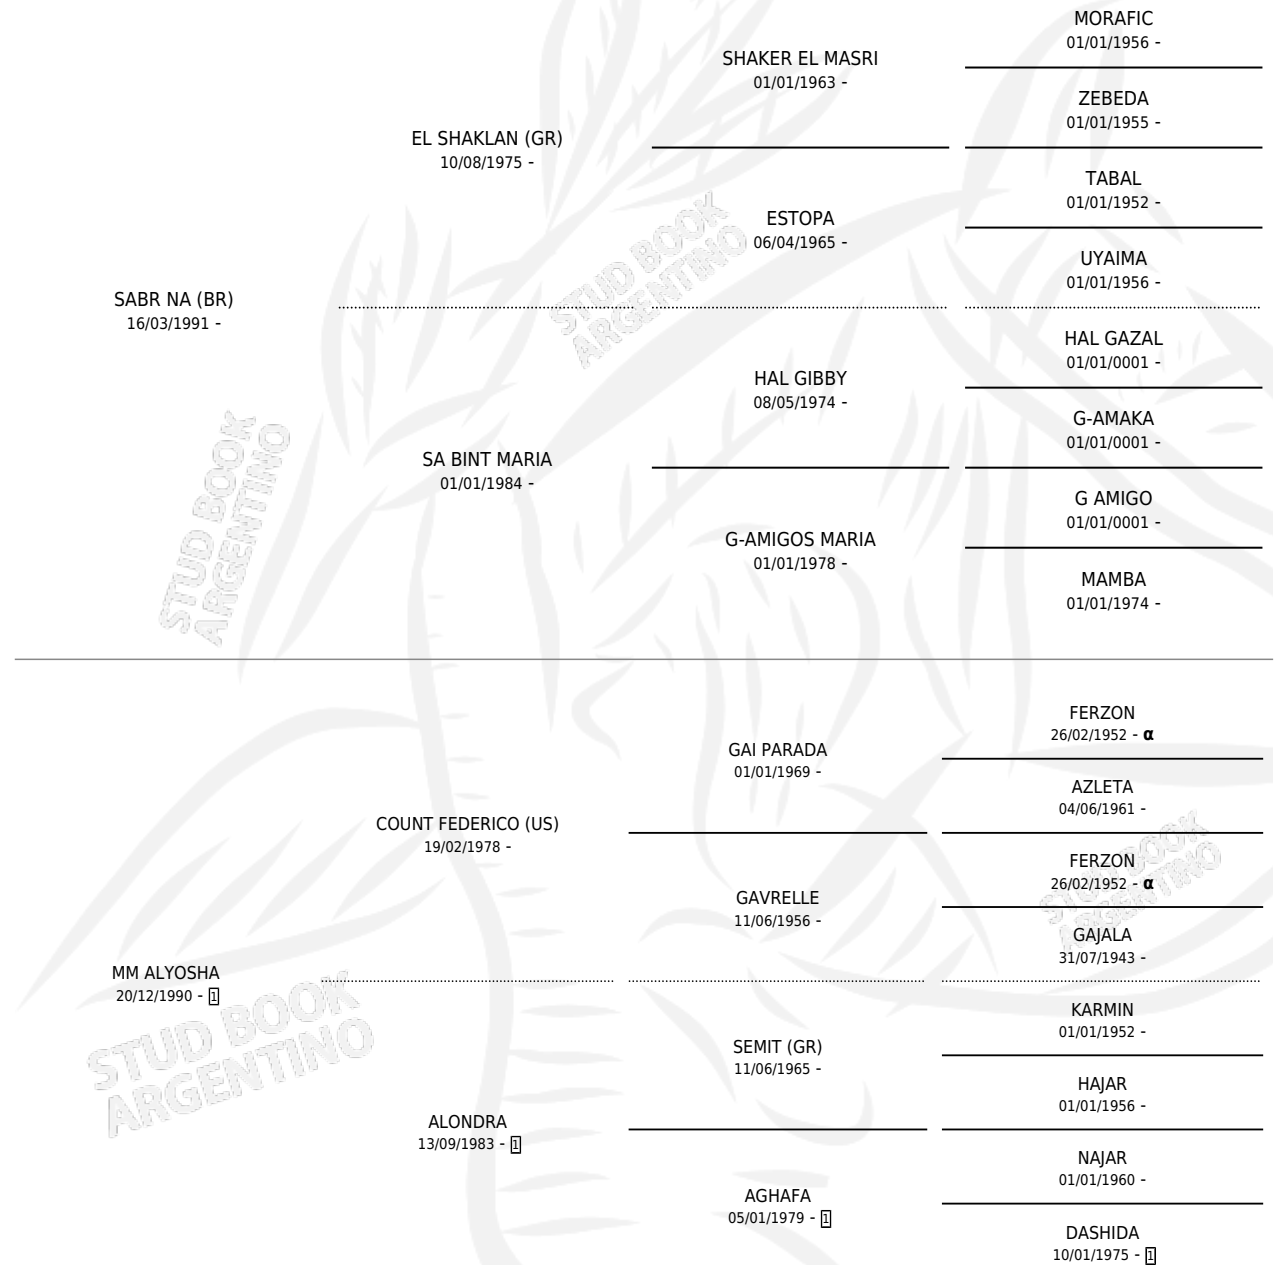 SABR NA (BR)
16/03/1991 -
EL SHAKLAN (GR)
10/08/1975 -
SHAKER EL MASRI
01/01/1963 -
MORAFIC
01/01/1956 -
ZEBEDA
01/01/1955 -
ESTOPA
06/04/1965 -
TABAL
01/01/1952 -
UYAIMA
01/01/1956 -
SA BINT MARIA
01/01/1984 -
HAL GIBBY
08/05/1974 -
HAL GAZAL
01/01/0001 -
G-AMAKA
01/01/0001 -
G-AMIGOS MARIA
01/01/1978 -
G AMIGO
01/01/0001 -
MAMBA
01/01/1974 -
MM ALYOSHA
20/12/1990 - 1
COUNT FEDERICO (US)
19/02/1978 -
GAI PARADA
01/01/1969 -
FERZON
26/02/1952 - α
AZLETA
04/06/1961 -
GAVRELLE
11/06/1956 -
FERZON
26/02/1952 - α
GAJALA
31/07/1943 -
ALONDRA
13/09/1983 - 1
SEMIT (GR)
11/06/1965 -
KARMIN
01/01/1952 -
HAJAR
01/01/1956 -
AGHAFA
05/01/1979 - 1
NAJAR
01/01/1960 -
DASHIDA
10/01/1975 - 1
STUD BOOK
ARGENTINO
STUD BOOK
ARGENTINO
STUD BOOK
ARGENTINO
STUD BOOK
ARGENTINO